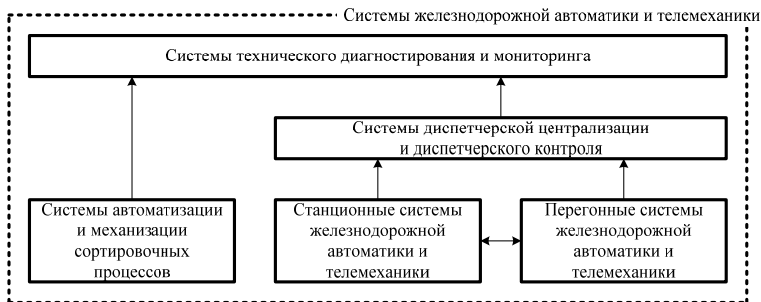 Системы железнодорожной автоматики и телемеханики
Системы технического диагностирования и мониторинга
Системы диспетчерской централизации
и диспетчерского контроля
Системы автоматизации
и механизации
сортировочных
процессов
Станционные системы
железнодорожной
автоматики и
телемеханики
Перегонные системы
железнодорожной
автоматики и
телемеханики